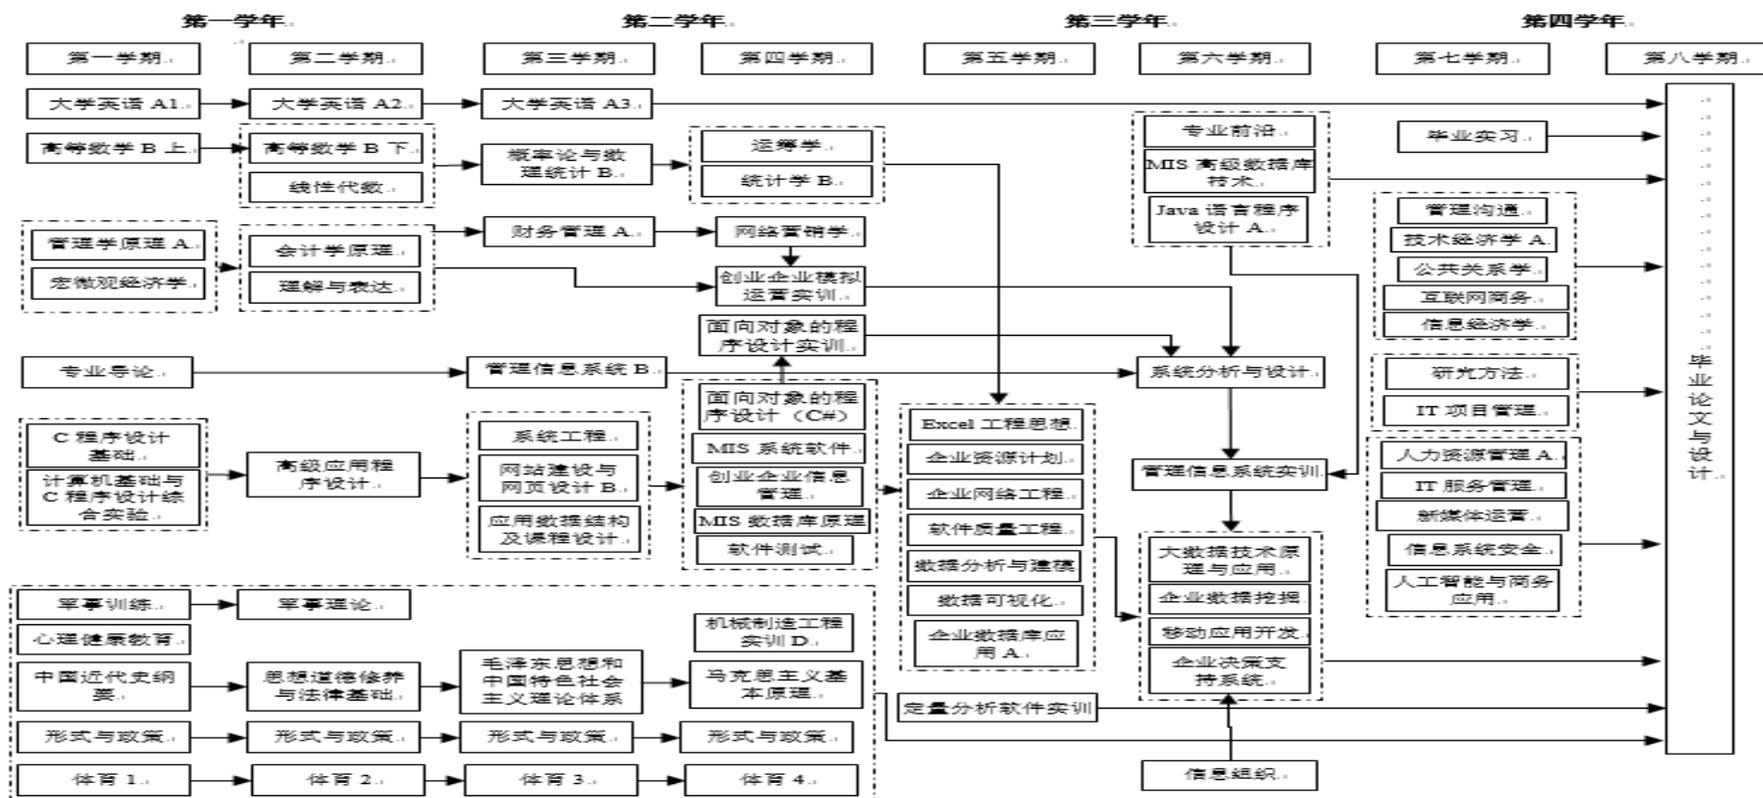 第一学年
第二学年
第三学年
第四学年
第一学期
第二学期
第三学期
第四学期
第五学期
第六学期
第七学期
第八学期
大学英语 A1
大学英语 A2
大学英语 A3
高等数学 B 上
高等数学 B 下
线性代数
概率论与数
理统计 B
运筹学
统计学 B
专业前沿
MIS 高级数据库
技术
Java 语言程序
设计 A
毕业实习
管理学原理 A
宏微观经济学
会计学原理
理解与表达
财务管理 A
网络营销学
创业企业模拟
运营实训
管理沟通
技术经济学 A
公共关系学
互联网商务
信息经济学
面向对象的程
序设计实训
专业导论
管理信息系统 B
系统分析与设计
研究方法
IT 项目管理
C 程序设计
基础
计算机基础与
C 程序设计综
合实验
高级应用程
序设计
系统工程
网站建设与
网页设计 B
应用数据结构
及课程设计
面向对象的程
序设计（C#）
MIS 系统软件
创业企业信息
管理
MIS 数据库原理
软件测试
Excel 工程思想
企业资源计划
企业网络工程
软件质量工程
数据分析与建模
数据可视化
企业数据库应
用 A
管理信息系统实训
大数据技术原
理与应用
企业数据挖掘
移动应用开发
企业决策支
持系统
人力资源管理 A
IT 服务管理
新媒体运营
信息系统安全
人工智能与商务
应用
毕
业
论
文
与
设
计
军事训练
军事理论
心理健康教育
机械制造工程
实训 D
中国近代史纲
要
思想道德修养
与法律基础
毛泽东思想和
中国特色社会
主义理论体系
马克思主义基
本原理
定量分析软件实训
形式与政策
形式与政策
形式与政策
形式与政策
体育 1
体育 2
体育 3
体育 4
信息组织